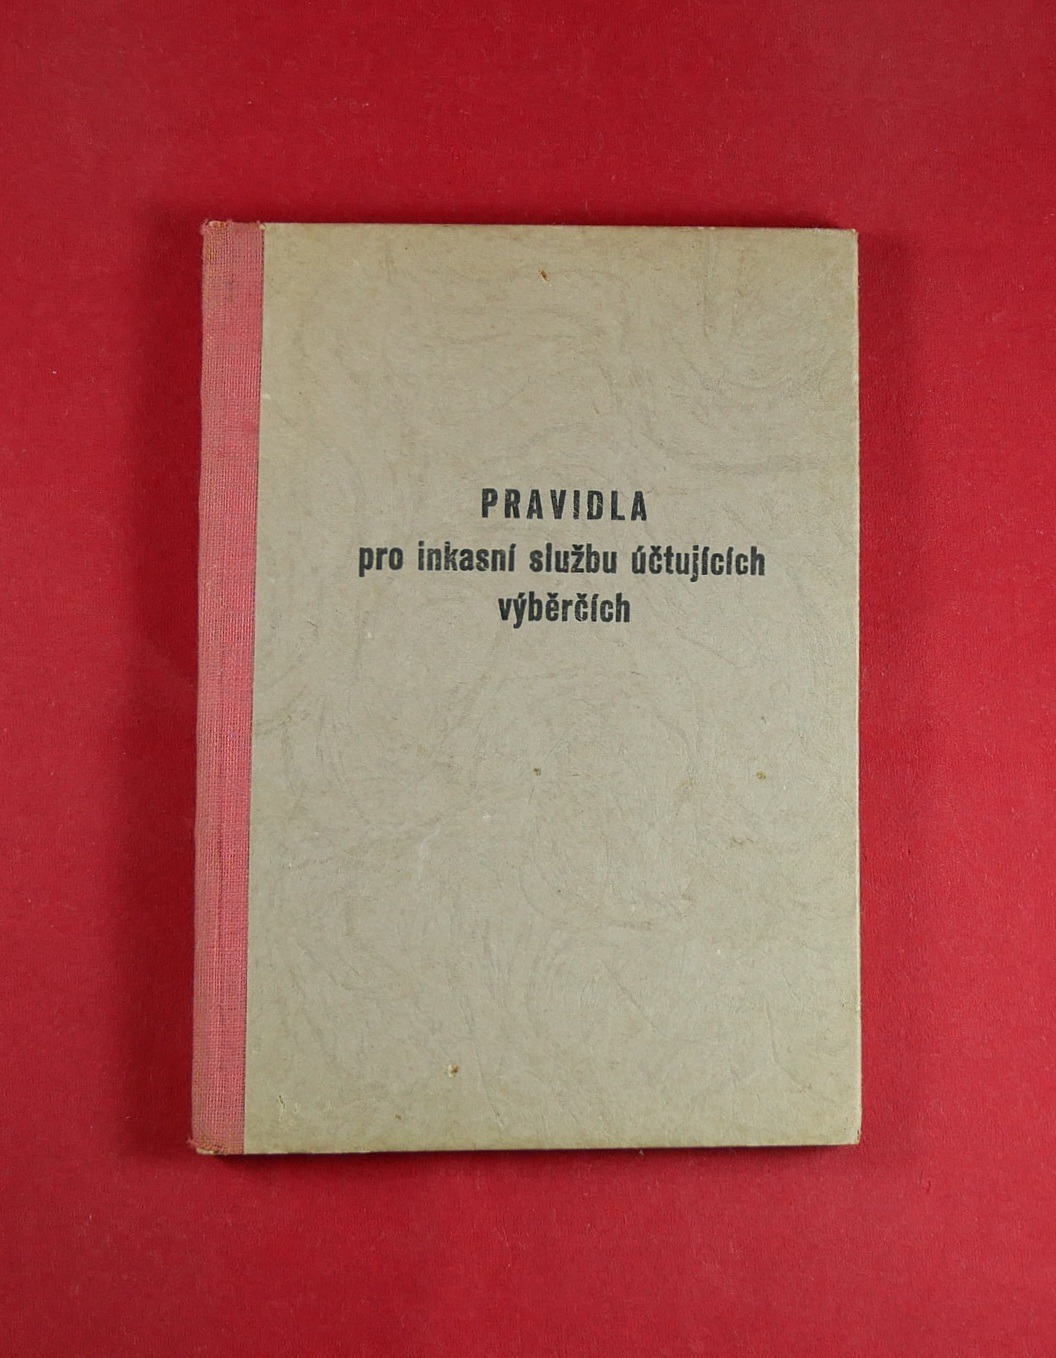 PRAVIDLA
pro inkasní službu účtujících
výběrčích